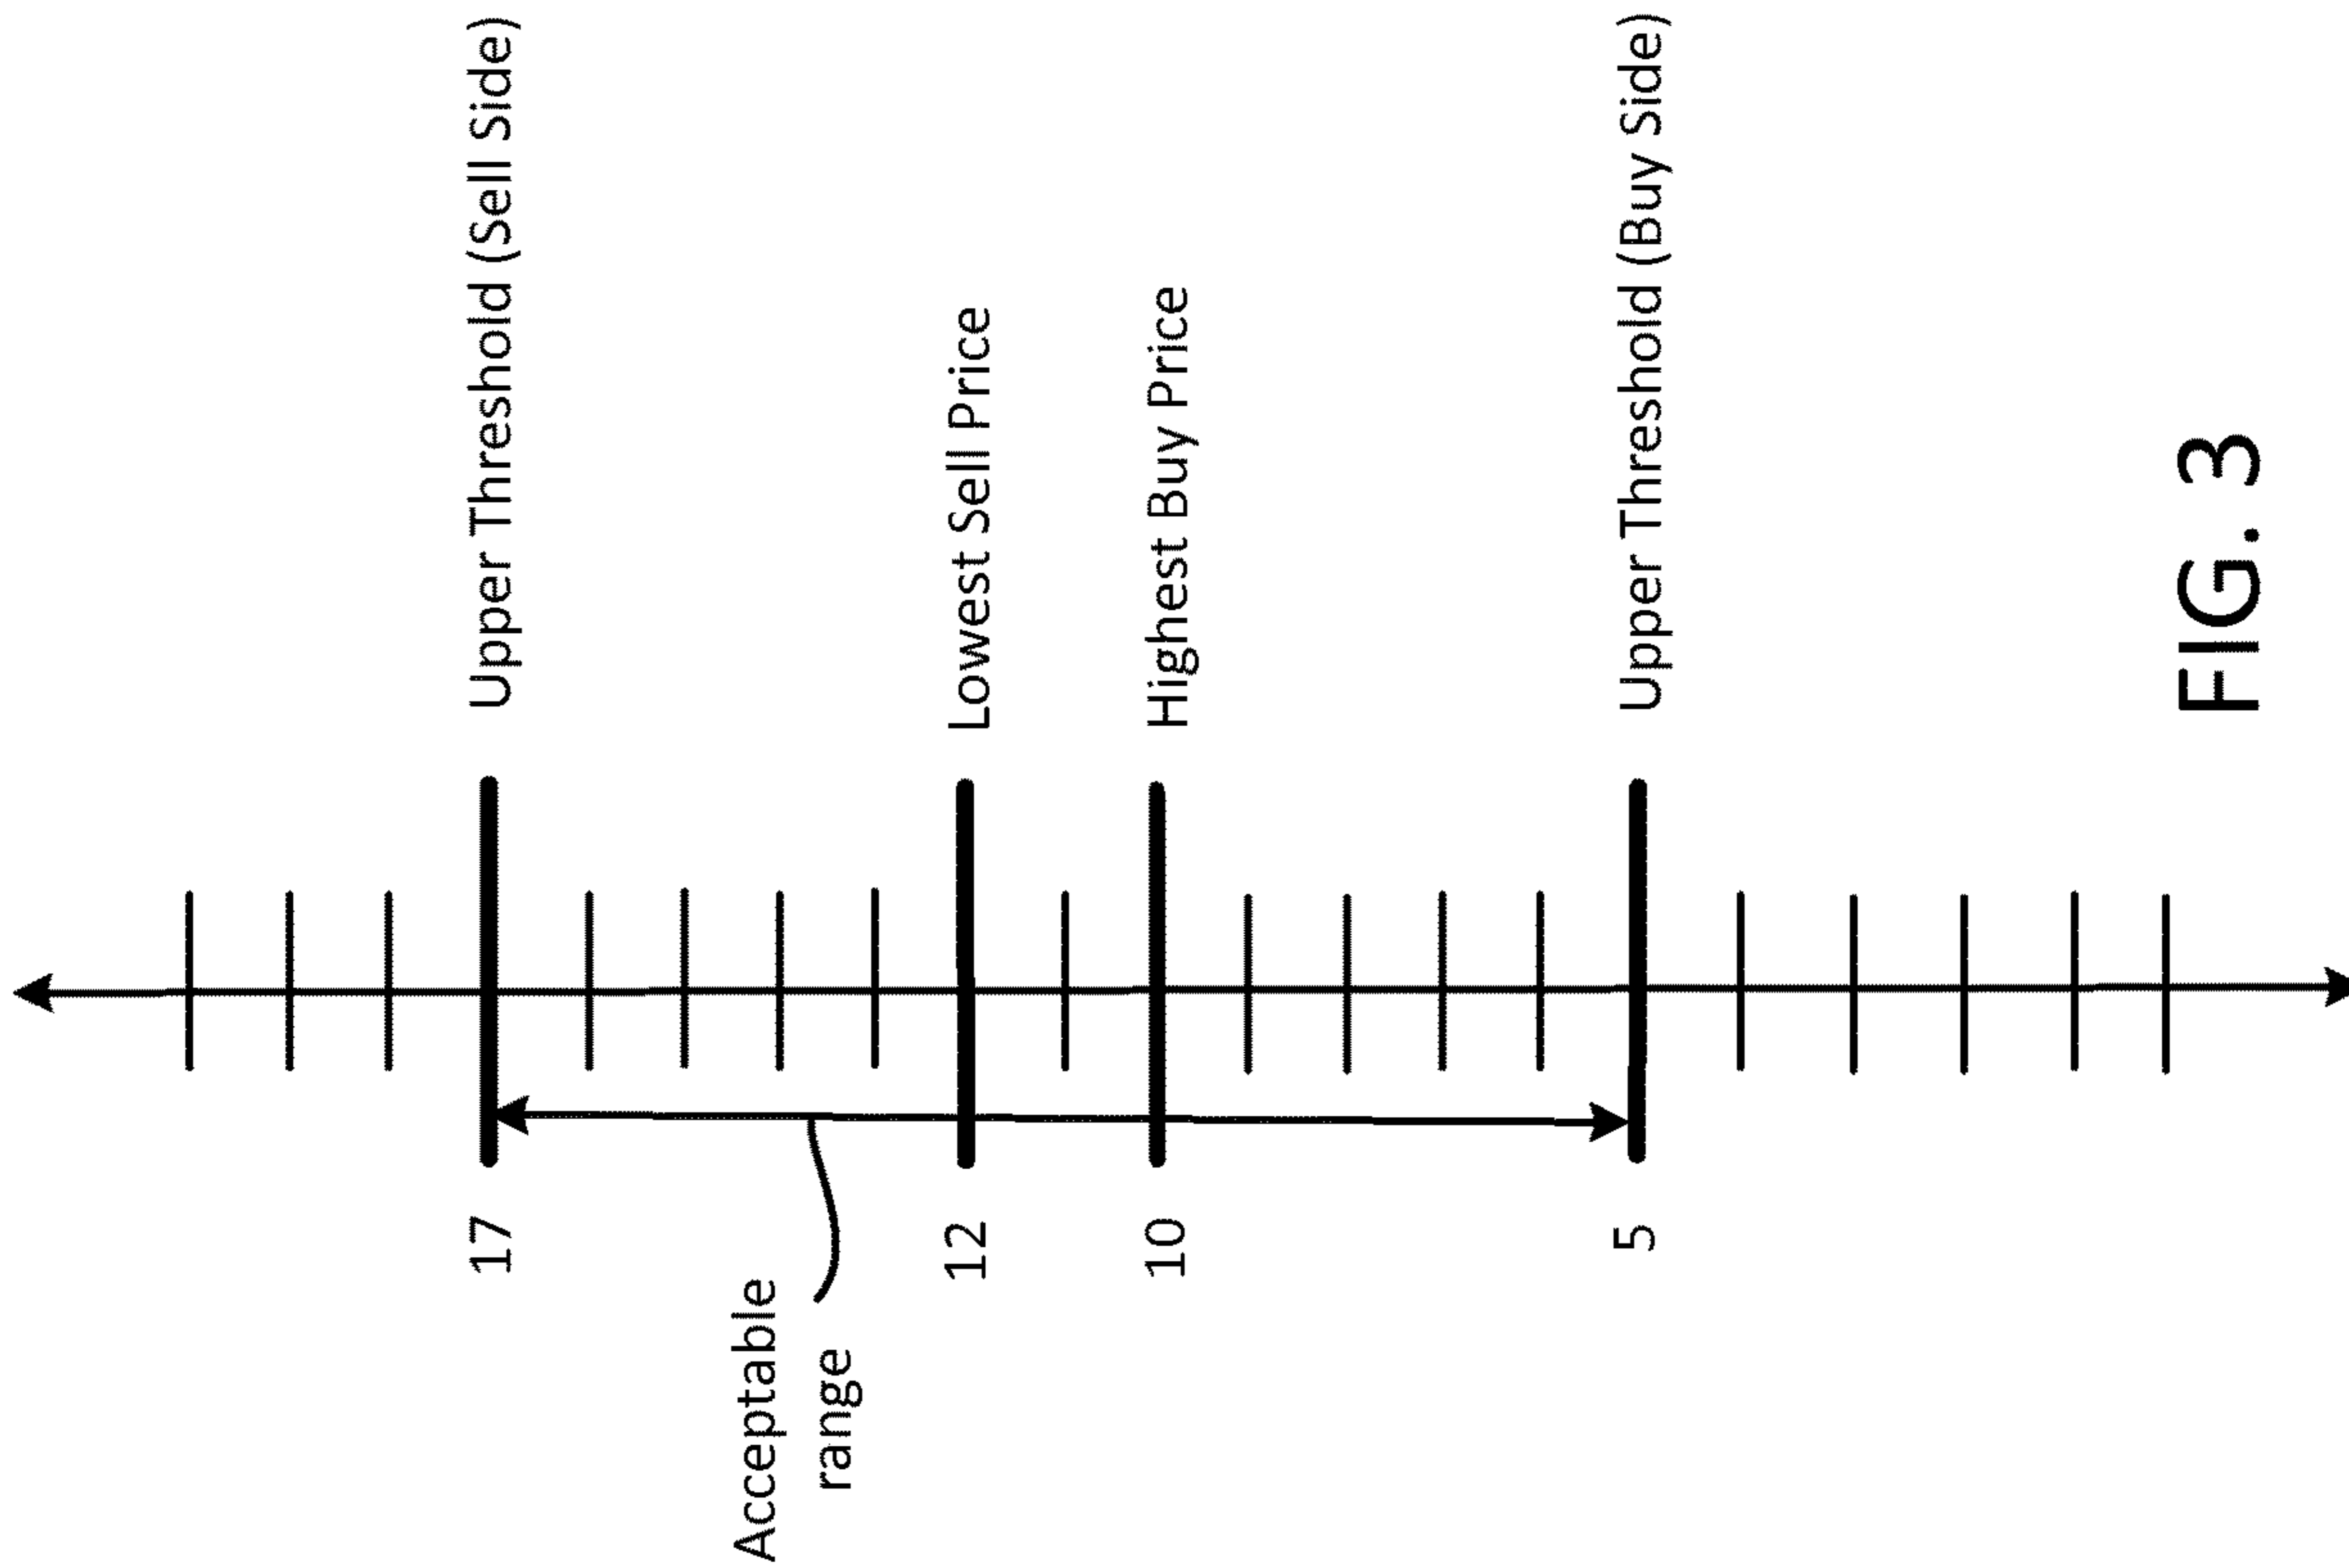 17 Upper Threshold (Sell Side)
Acceptable
range
12 Lowest Sell Price
10 Highest Buy Price
5 Upper Threshold (Buy Side)
FIG. 3